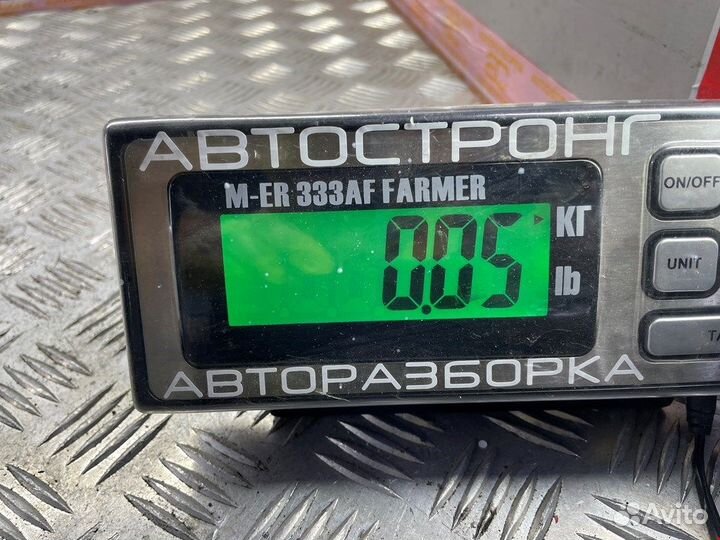 АВТОСТРОНГ
M-ER 333AF FARMER
0.05 КГ
lb
АВТОРАЗБОРКА
ON/OFF
UNIT
Avito